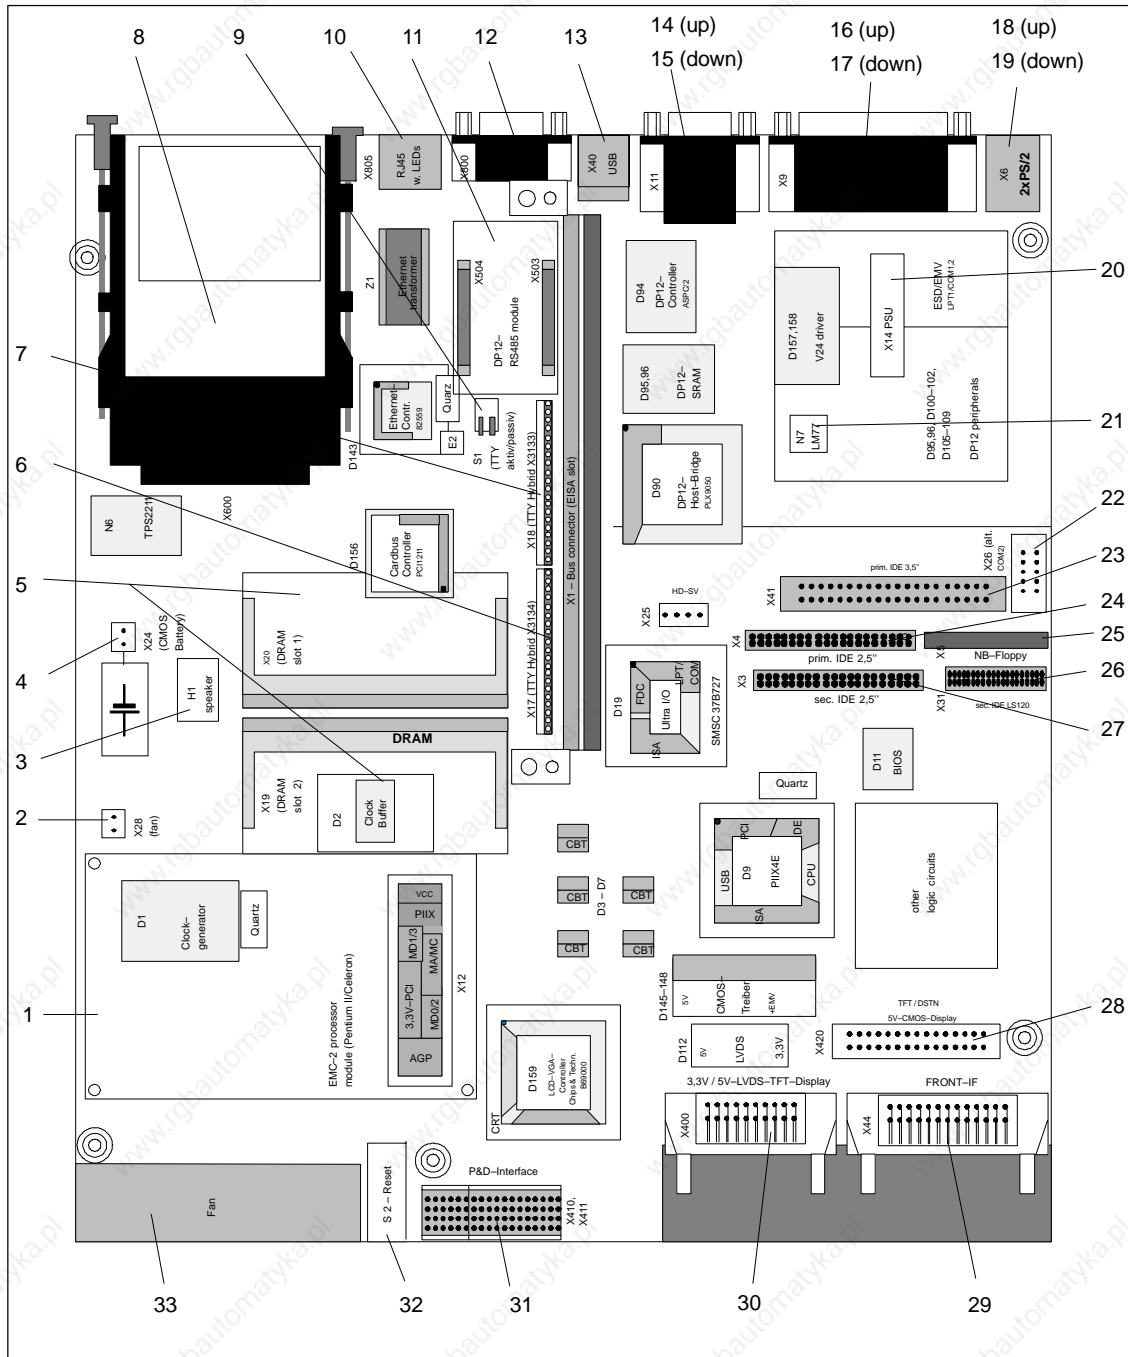 8
9
10
11
12
13
14 (up)
15 (down)
16 (up)
17 (down)
18 (up)
19 (down)
X805
RJ45
w. LEDs
X800
X40
USB
X11
X9
X6
2xPS/2
Z1
Ethernet
transformer
X504
X503
DP12–
RS485 module
D94
DP12–
Controller
ASPC/2
D157,158
V24 driver
X14 PSU
ESD/EMV
LPT1/COM1,2
20
7
D143
Ethernet–
Contr.
82559
Quarz
E2
S1
(TTY
aktiv/passiv)
X18 (TTY Hybrid X3133)
X1 – Bus connector (EISA slot)
D95,96
DP12–
SRAM
N7
LM77
D95,96, D100–102,
D105–109
DP12 peripherals
21
6
D90
DP12–
Host–Bridge
PLX9050
22
N6
TPS2211
X600
D156
Cardbus
Controller
PCI1211
X26 (alt.
COM2)
23
5
prim. IDE 3,5"
X41
HD–SV
X25
24
X24
(CMOS
Battery)
X20
(DRAM
slot 1)
X17 (TTY Hybrid X3134)
X4
prim. IDE 2,5"
X5
NB–Floppy
25
4
H1
speaker
D19
FDC
LPT/
COM
Ultra I/O
ISA
SMSC 37B727
X3
sec. IDE 2,5"
X31
sec. IDE LS120
26
27
3
DRAM
X19
(DRAM
slot 2)
D2
Clock
Buffer
D11
BIOS
Quartz
2
X28
(fan)
CBT
CBT
CBT
CBT
CBT
D3 – D7
PCI
IDE
USB
D9
PIIX4E
CPU
ISA
other
logic circuits
D1
Clock–
generator
Quartz
VCC
PIIX
MD1/3
MA/MC
3,3V–PCI
MD0/2
AGP
X12
1
EMC–2 processor
module (Pentium II/Celeron)
D145–148
5V
CMOS–
Treiber
+EMV
TFT / DSTN
5V–CMOS–Display
X420
28
D112
5V
LVDS
3,3V
D159
LCD–VGA–
Controller
Chips & Techn.
B69000
CRT
3,3V / 5V–LVDS–TFT–Display
X400
FRONT–IF
X44
Fan
S 2 – Reset
P&D–Interface
X410,
X411
33
32
31
30
29
www.rgbautomatyka.pl